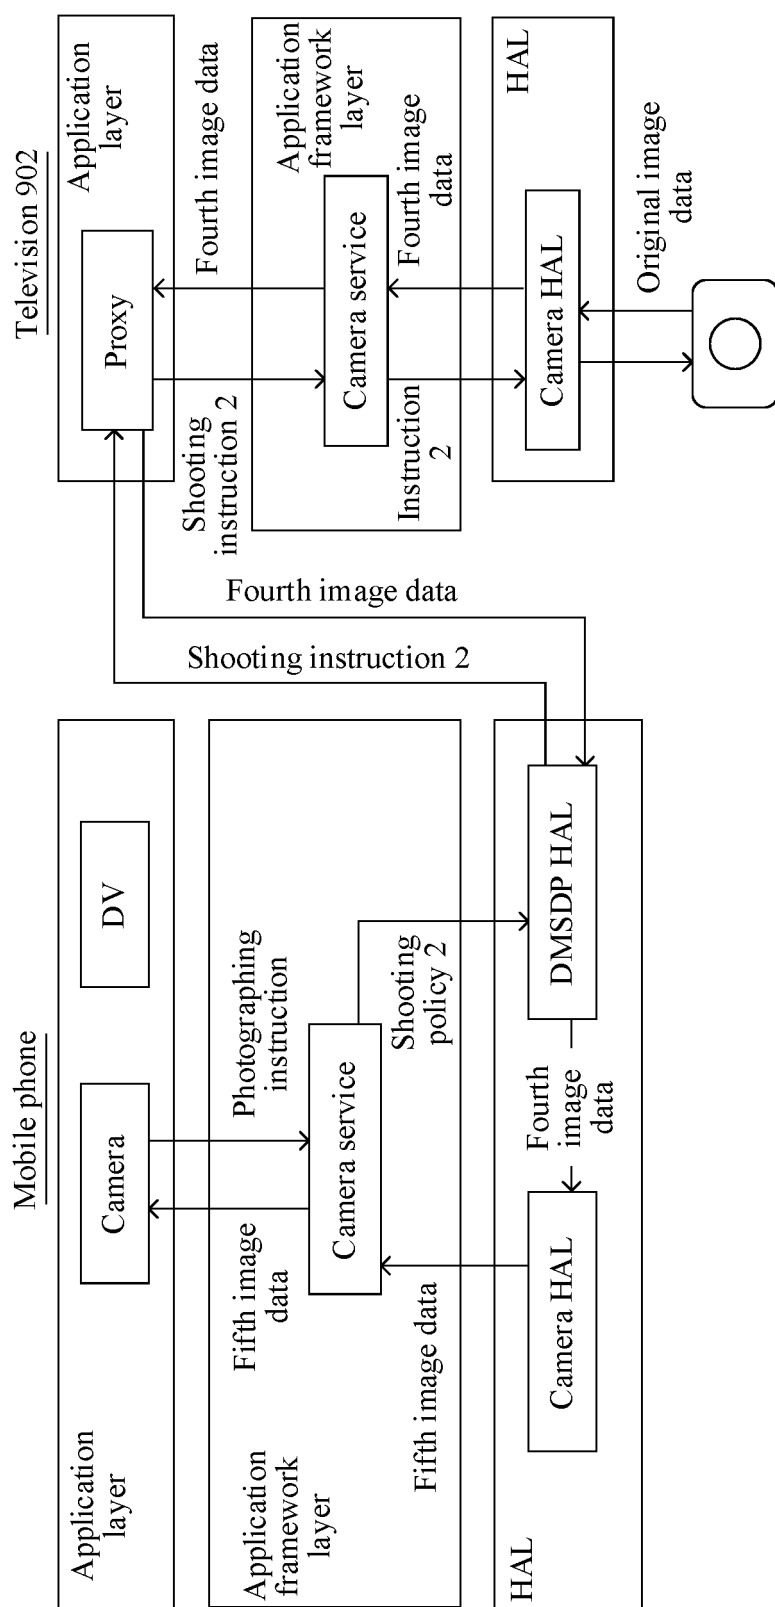 Mobile phone
Television 902
Application
layer
Camera
DV
Proxy
Application
layer
Fifth image
data
Photographing
instruction
Fourth image data
Shooting instruction 2
Shooting
instruction 2
Fourth image data
Application
framework
layer
Camera service
Camera service
Application
framework
layer
Fifth image data
Shooting
policy 2
Instruction
2
Fourth image
data
HAL
Camera HAL
Fourth
image
data
DMSDP HAL
Camera HAL
HAL
Original image
data